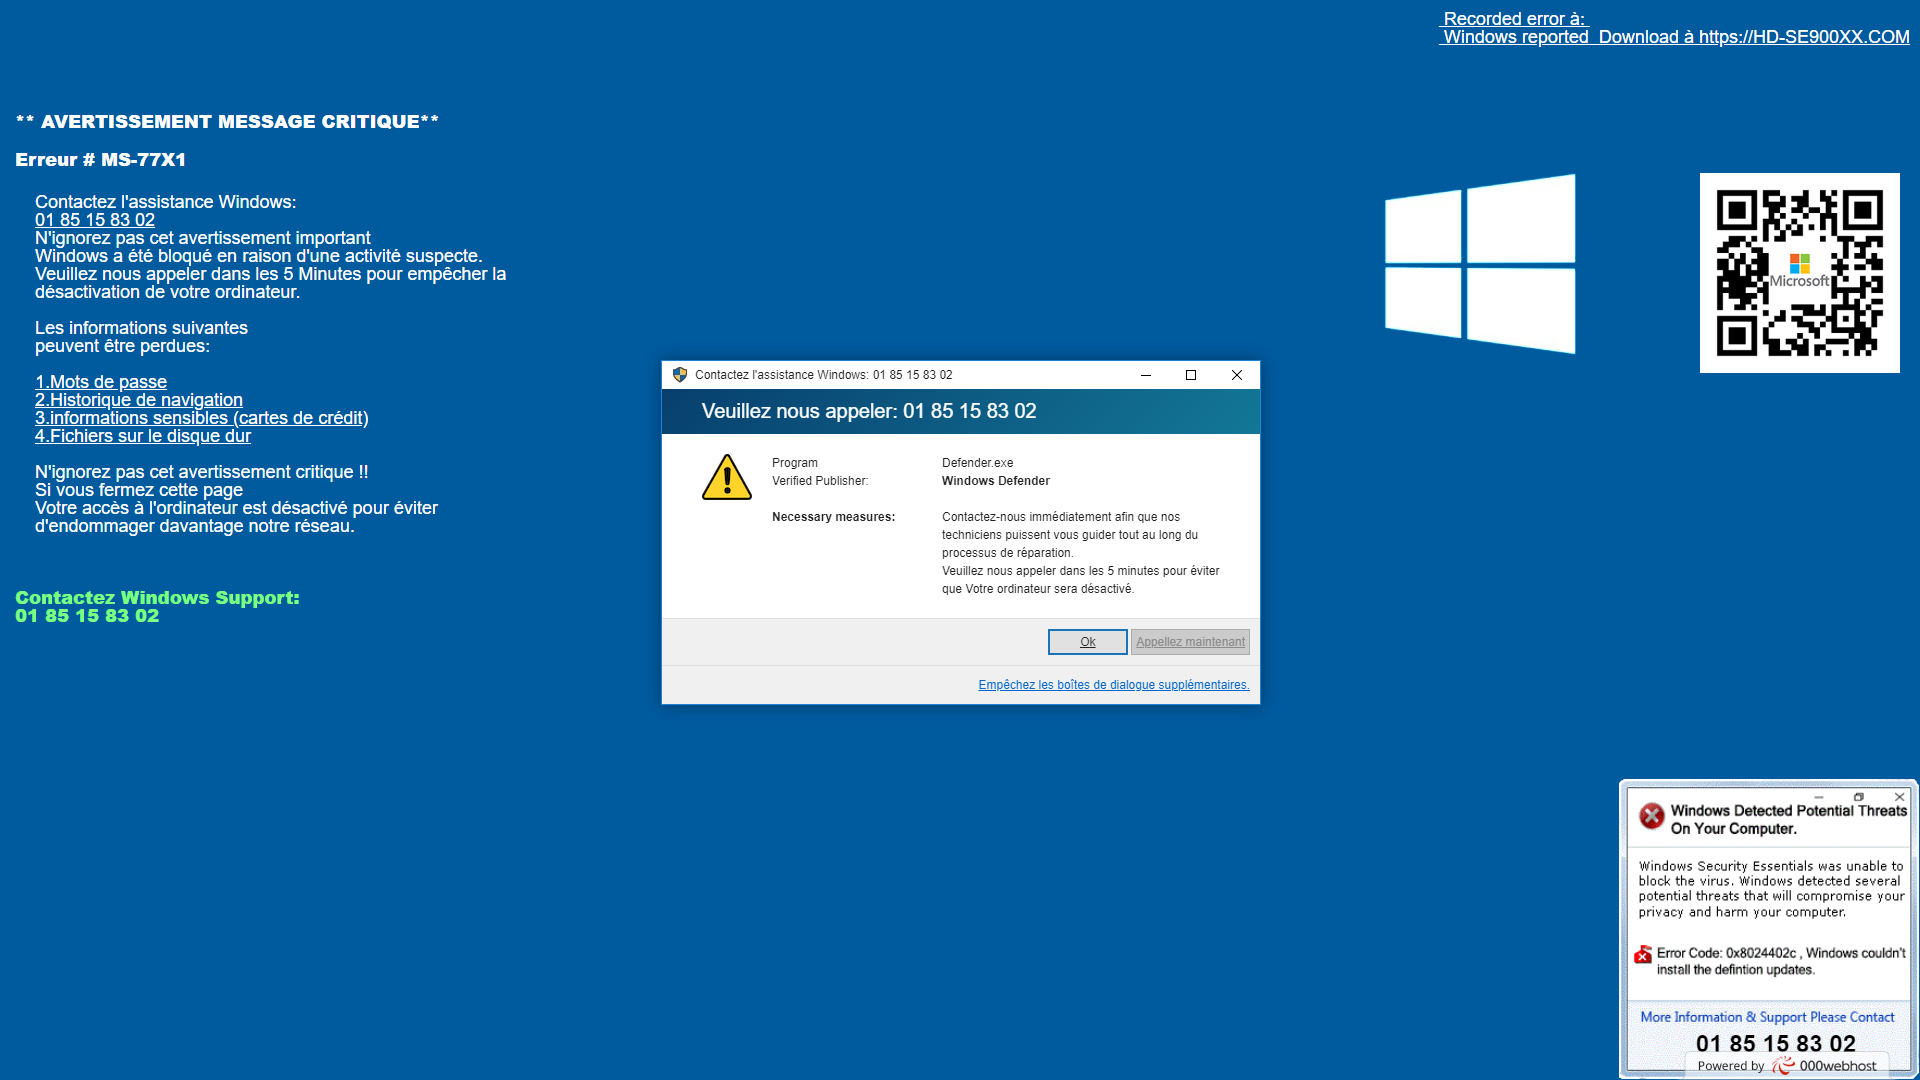 Recorded error à:
Windows reported  Download à https://HD-SE900XX.COM
** AVERTISSEMENT MESSAGE CRITIQUE**
Erreur # MS-77X1
Contactez l'assistance Windows:
01 85 15 83 02
N'ignorez pas cet avertissement important
Windows a été bloqué en raison d'une activité suspecte.
Veuillez nous appeler dans les 5 Minutes pour empêcher la
désactivation de votre ordinateur.
Les informations suivantes
peuvent être perdues:
1.Mots de passe
2.Historique de navigation
3.informations sensibles (cartes de crédit)
4.Fichiers sur le disque dur
N'ignorez pas cet avertissement critique !!
Si vous fermez cette page
Votre accès à l'ordinateur est désactivé pour éviter
d'endommager davantage notre réseau.
Contactez Windows Support:
01 85 15 83 02
Microsoft
Contactez l'assistance Windows: 01 85 15 83 02
Veuillez nous appeler: 01 85 15 83 02
Program Defender.exe
Verified Publisher: Windows Defender
Necessary measures: Contactez-nous immédiatement afin que nos
techniciens puissent vous guider tout au long du
processus de réparation.
Veuillez nous appeler dans les 5 minutes pour éviter
que Votre ordinateur sera désactivé.
Ok Appellez maintenant
Empêchez les boîtes de dialogue supplémentaires.
Windows Detected Potential Threats
On Your Computer.
Windows Security Essentials was unable to
block the virus. Windows detected several
potential threats that will compromise your
privacy and harm your computer.
Error Code: 0x8024402c , Windows couldn't
install the defintion updates.
More Information & Support Please Contact
01 85 15 83 02
Powered by 000webhost